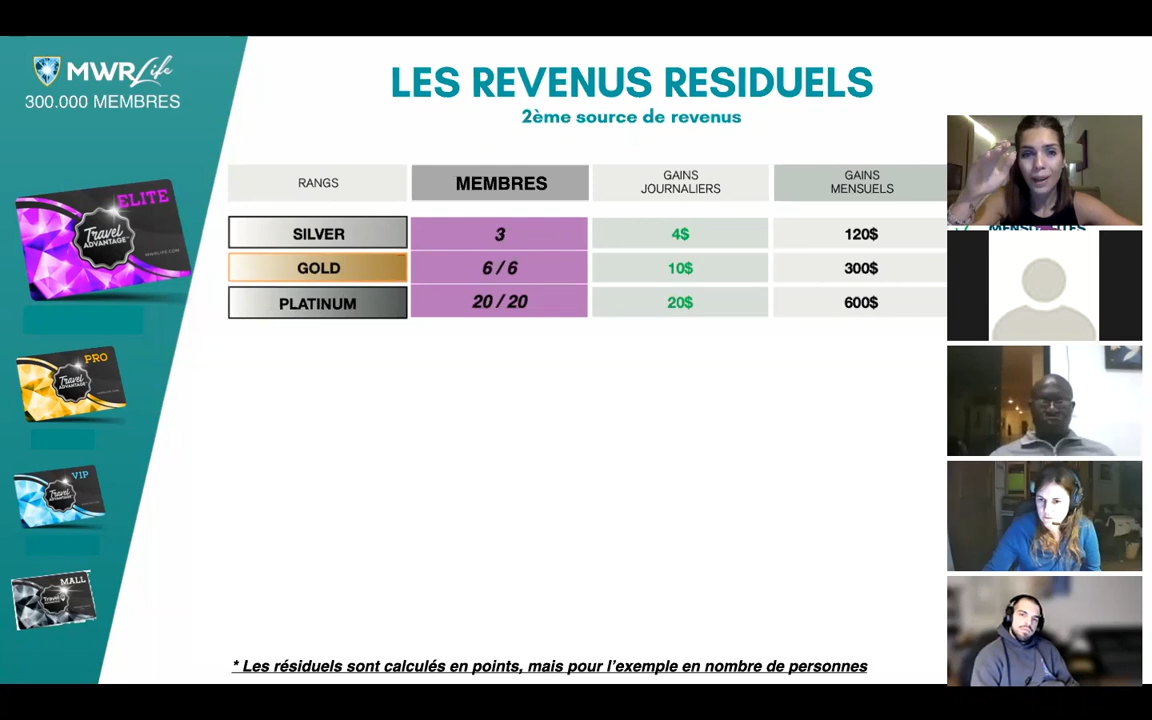 MWR Life
300.000 MEMBRES
LES REVENUS RESIDUELS
2ème source de revenus
RANGS
MEMBRES
GAINS
JOURNALIERS
GAINS
MENSUELS
SILVER
3
4$
120$
GOLD
6 / 6
10$
300$
PLATINUM
20 / 20
20$
600$
ELITE
Travel
ADVANTAGE
MWRLIFE.COM
PRO
Travel
ADVANTAGE
VIP
Travel
ADVANTAGE
MALL
Travel
* Les résiduels sont calculés en points, mais pour l'exemple en nombre de personnes